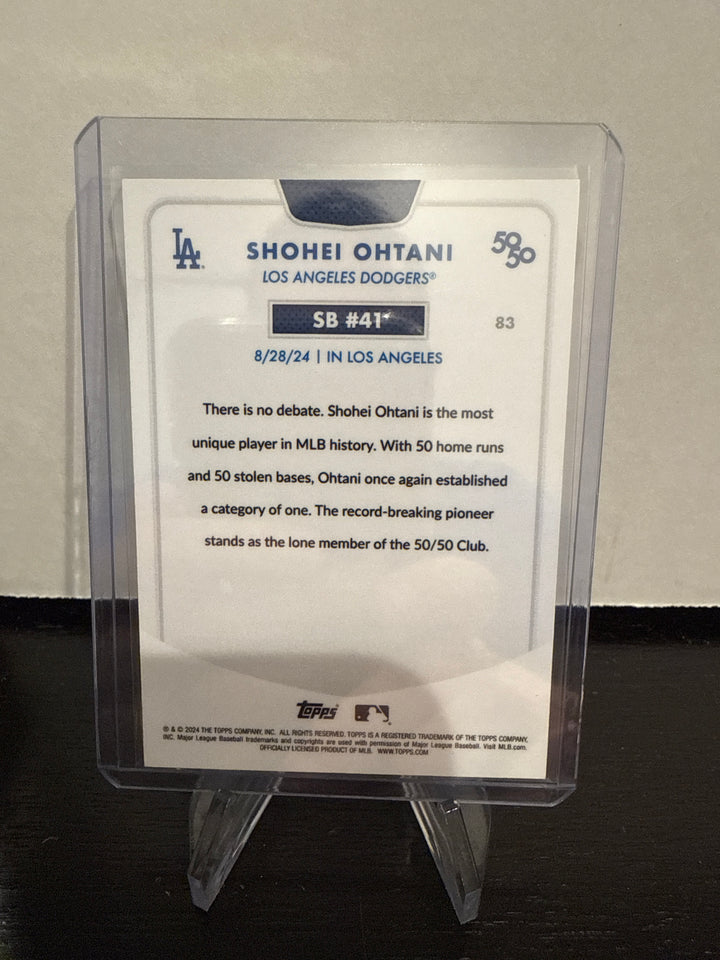 LA
SHOHEI OHTANI
50/50
LOS ANGELES DODGERS®
SB #41
83
8/28/24 | IN LOS ANGELES
There is no debate. Shohei Ohtani is the most
unique player in MLB history. With 50 home runs
and 50 stolen bases, Ohtani once again established
a category of one. The record-breaking pioneer
stands as the lone member of the 50/50 Club.
topps®
® & © 2024 THE TOPPS COMPANY, INC. ALL RIGHTS RESERVED. TOPPS IS A REGISTERED TRADEMARK OF THE TOPPS COMPANY,
INC. Major League Baseball trademarks and copyrights are used with permission of Major League Baseball. Visit MLB.com.
OFFICIALLY LICENSED PRODUCT OF MLB. WWW.TOPPS.COM